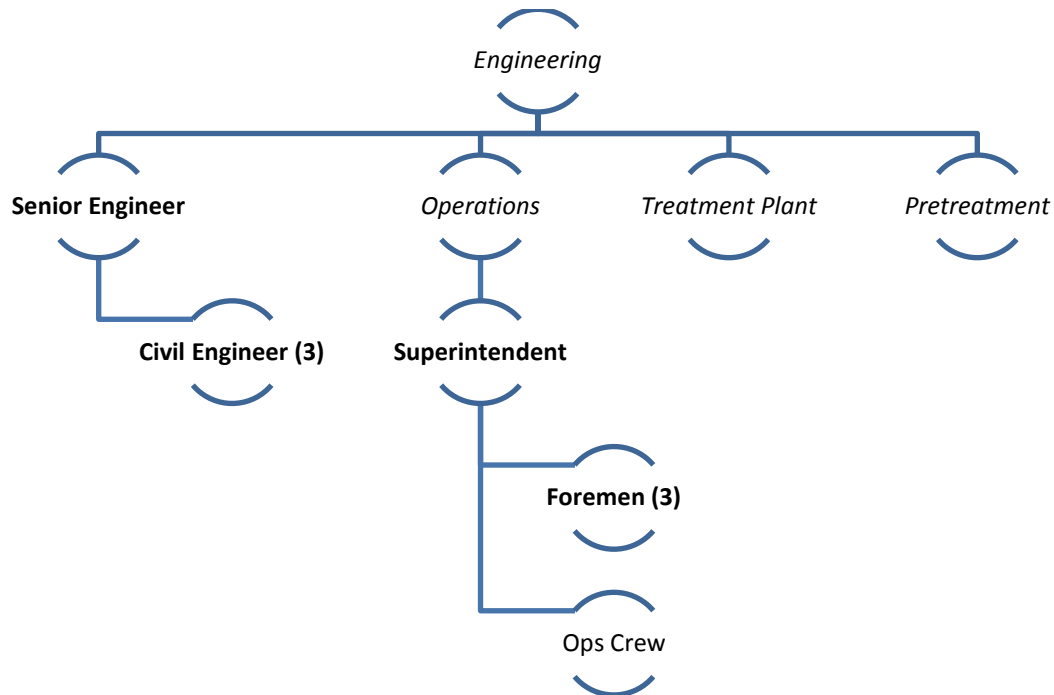 Engineering
Senior Engineer
Operations
Treatment Plant
Pretreatment
Civil Engineer (3)
Superintendent
Foremen (3)
Ops Crew